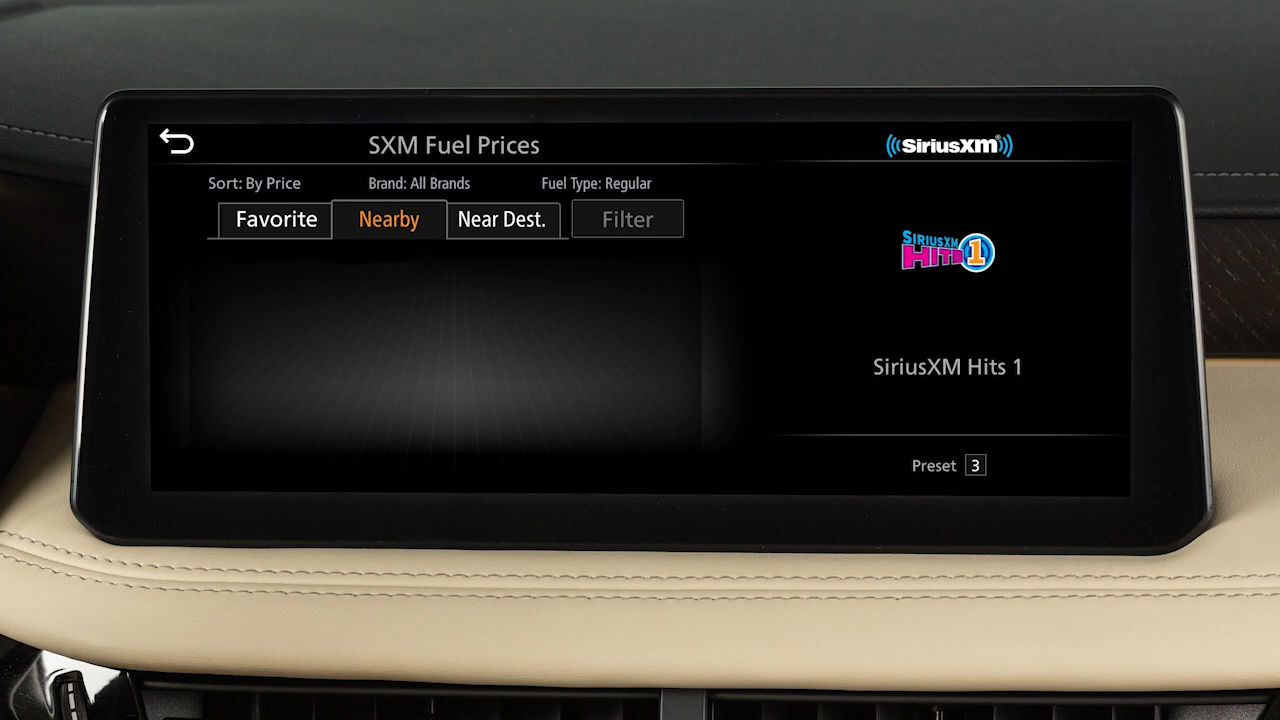 SXM Fuel Prices
Sort: By Price Brand: All Brands Fuel Type: Regular
Favorite Nearby Near Dest. Filter
((SiriusXM®))
SIRIUSXM
HITS 1
SiriusXM Hits 1
Preset 3